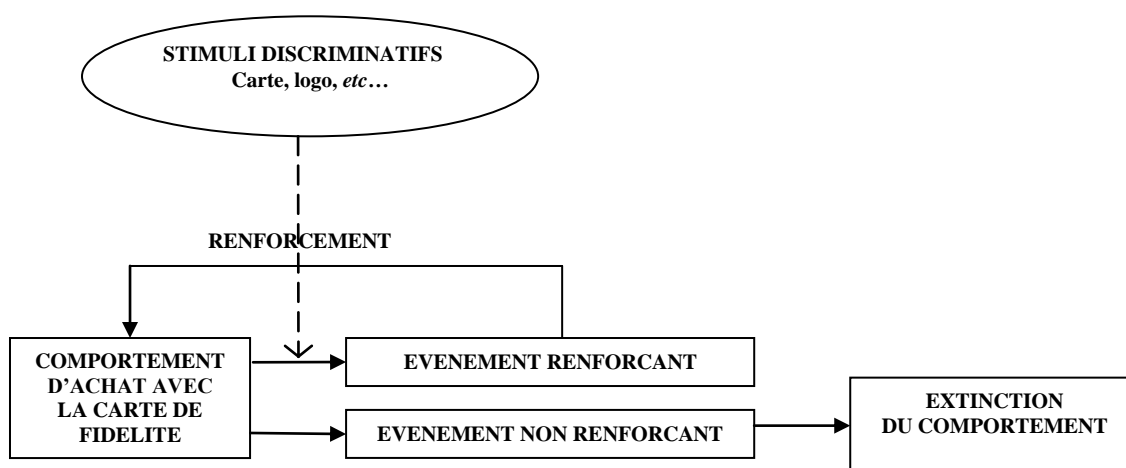 STIMULI DISCRIMINATIFS
Carte, logo, etc…
RENFORCEMENT
COMPORTEMENT
D’ACHAT AVEC
LA CARTE DE
FIDELITE
EVENEMENT RENFORCANT
EVENEMENT NON RENFORCANT
EXTINCTION
DU COMPORTEMENT